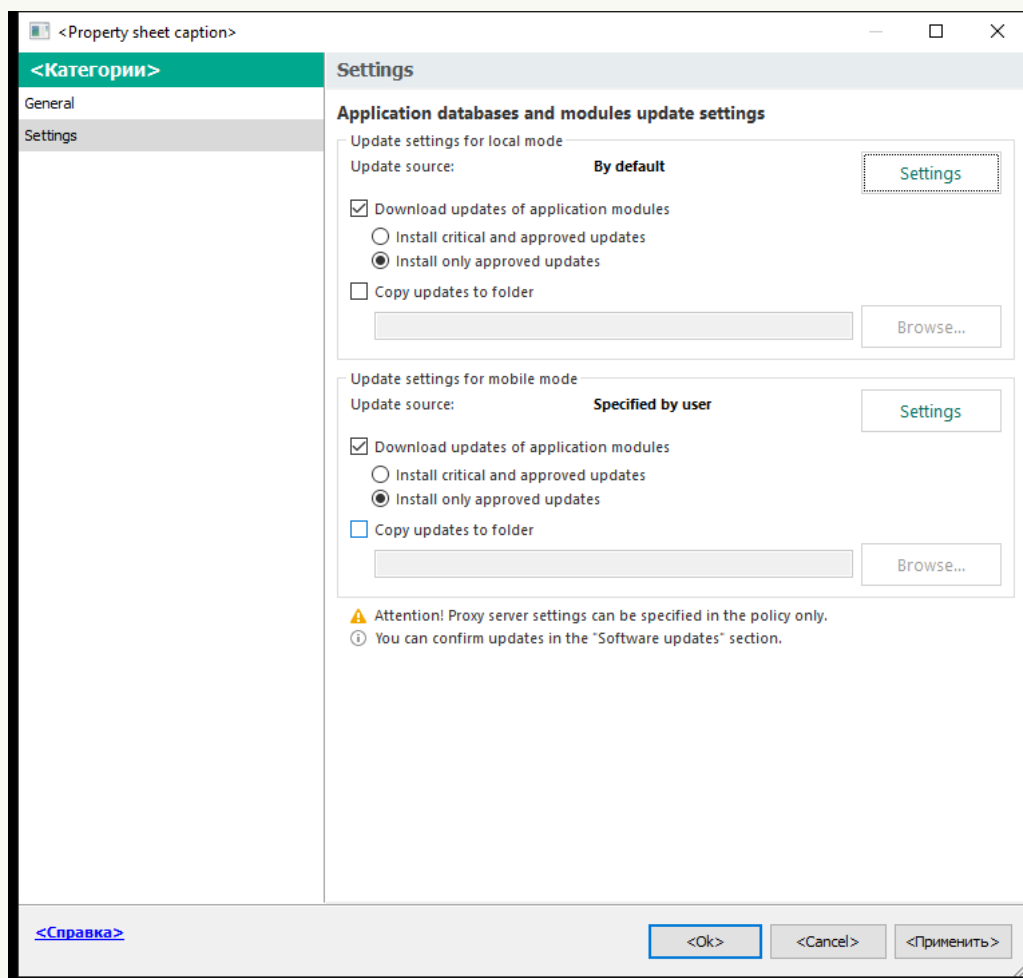 <Property sheet caption>
<Категории>
General
Settings
Settings
Application databases and modules update settings
Update settings for local mode
Update source: By default Settings
Download updates of application modules
Install critical and approved updates
Install only approved updates
Copy updates to folder
Browse...
Update settings for mobile mode
Update source: Specified by user Settings
Download updates of application modules
Install critical and approved updates
Install only approved updates
Copy updates to folder
Browse...
Attention! Proxy server settings can be specified in the policy only.
You can confirm updates in the "Software updates" section.
<Справка> <Ok> <Cancel> <Применить>